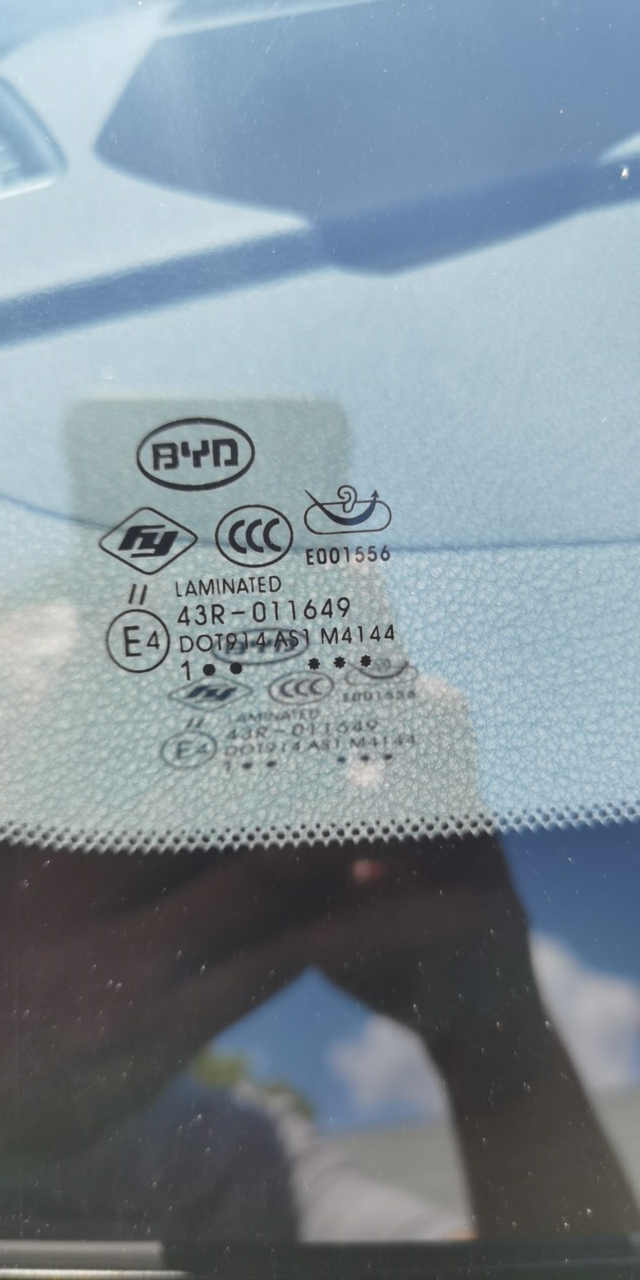 BYD
fy CCC
E001556
// LAMINATED
43R-011649
E4 DOT914 AS1 M4144
1 ●● ✸✸✸